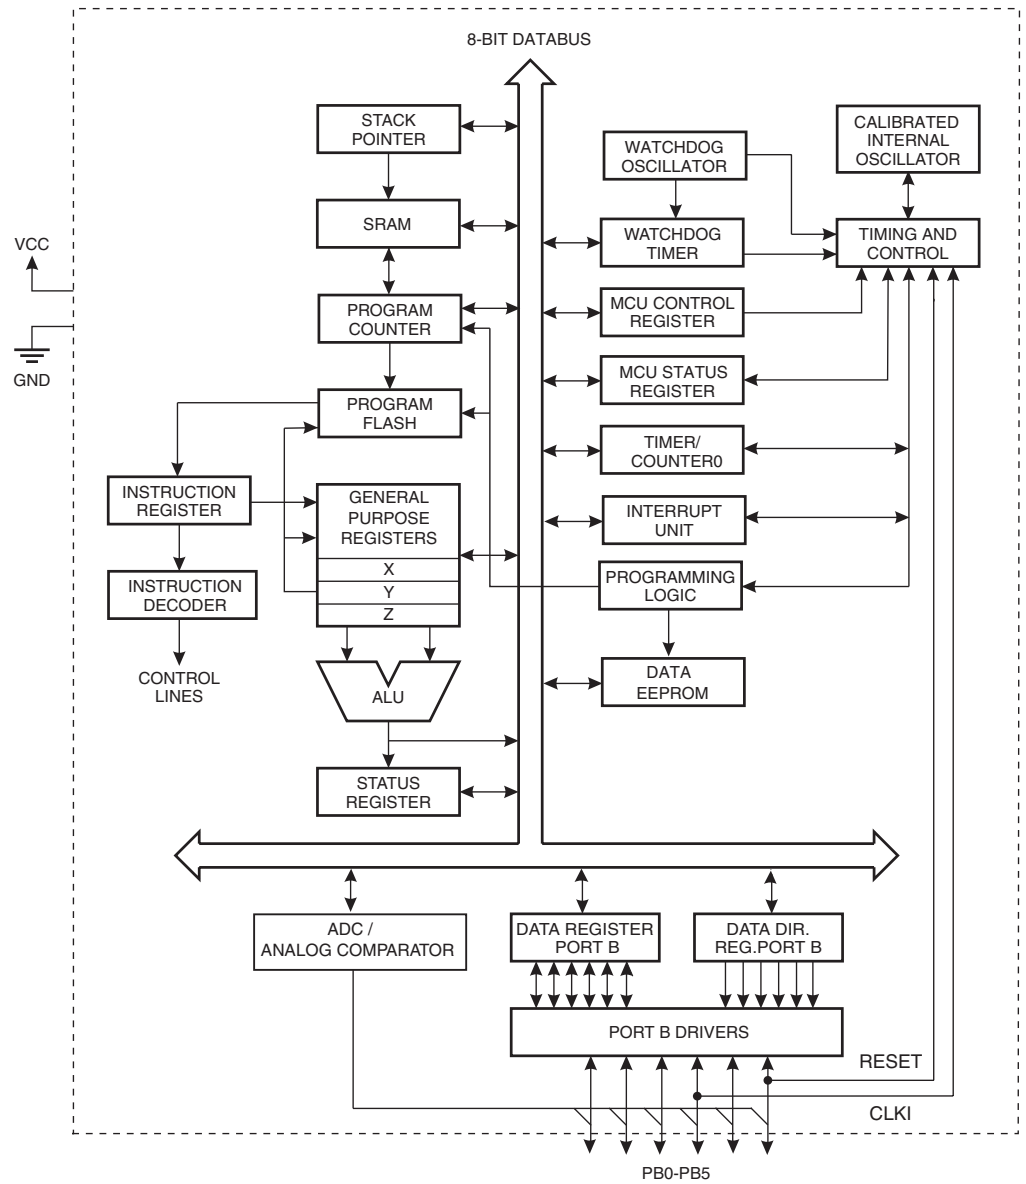 8-BIT DATABUS
STACK
POINTER
SRAM
PROGRAM
COUNTER
PROGRAM
FLASH
INSTRUCTION
REGISTER
GENERAL
PURPOSE
REGISTERS
X
Y
Z
INSTRUCTION
DECODER
CONTROL
LINES
ALU
STATUS
REGISTER
VCC
GND
WATCHDOG
OSCILLATOR
CALIBRATED
INTERNAL
OSCILLATOR
WATCHDOG
TIMER
TIMING AND
CONTROL
MCU CONTROL
REGISTER
MCU STATUS
REGISTER
TIMER/
COUNTER0
INTERRUPT
UNIT
PROGRAMMING
LOGIC
DATA
EEPROM
ADC /
ANALOG COMPARATOR
DATA REGISTER
PORT B
DATA DIR.
REG.PORT B
PORT B DRIVERS
RESET
CLKI
PB0-PB5